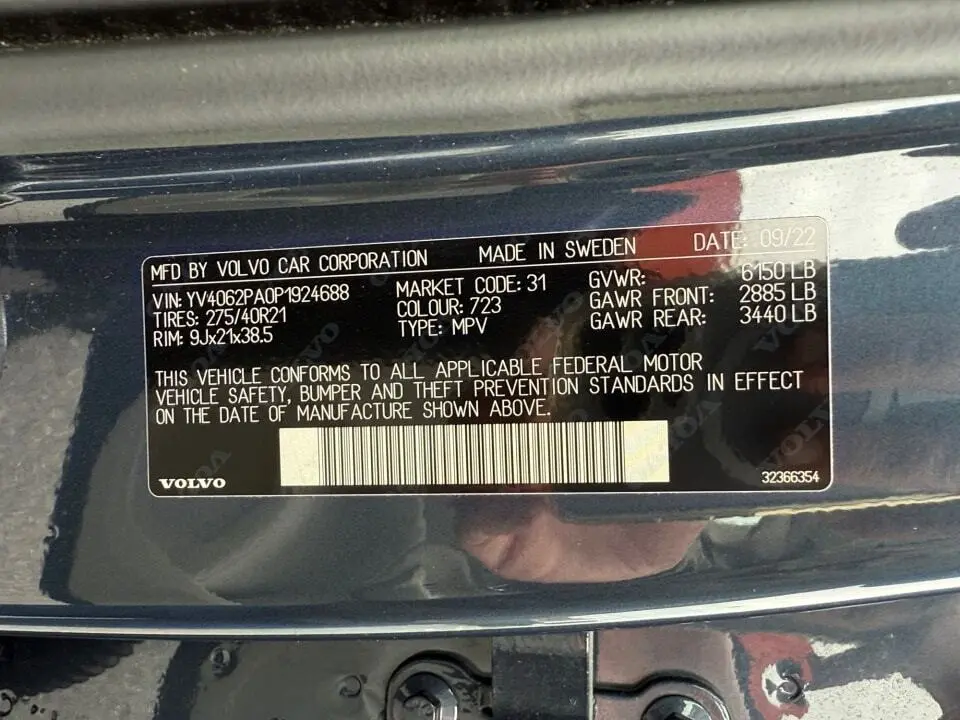 MFD BY VOLVO CAR CORPORATION MADE IN SWEDEN DATE: 09/22
VIN: YV4062PA0P1924688 MARKET CODE: 31 GVWR: 6150 LB
TIRES: 275/40R21 COLOUR: 723 GAWR FRONT: 2885 LB
RIM: 9Jx21x38.5 TYPE: MPV GAWR REAR: 3440 LB
THIS VEHICLE CONFORMS TO ALL APPLICABLE FEDERAL MOTOR
VEHICLE SAFETY, BUMPER AND THEFT PREVENTION STANDARDS IN EFFECT
ON THE DATE OF MANUFACTURE SHOWN ABOVE.
VOLVO 32366354